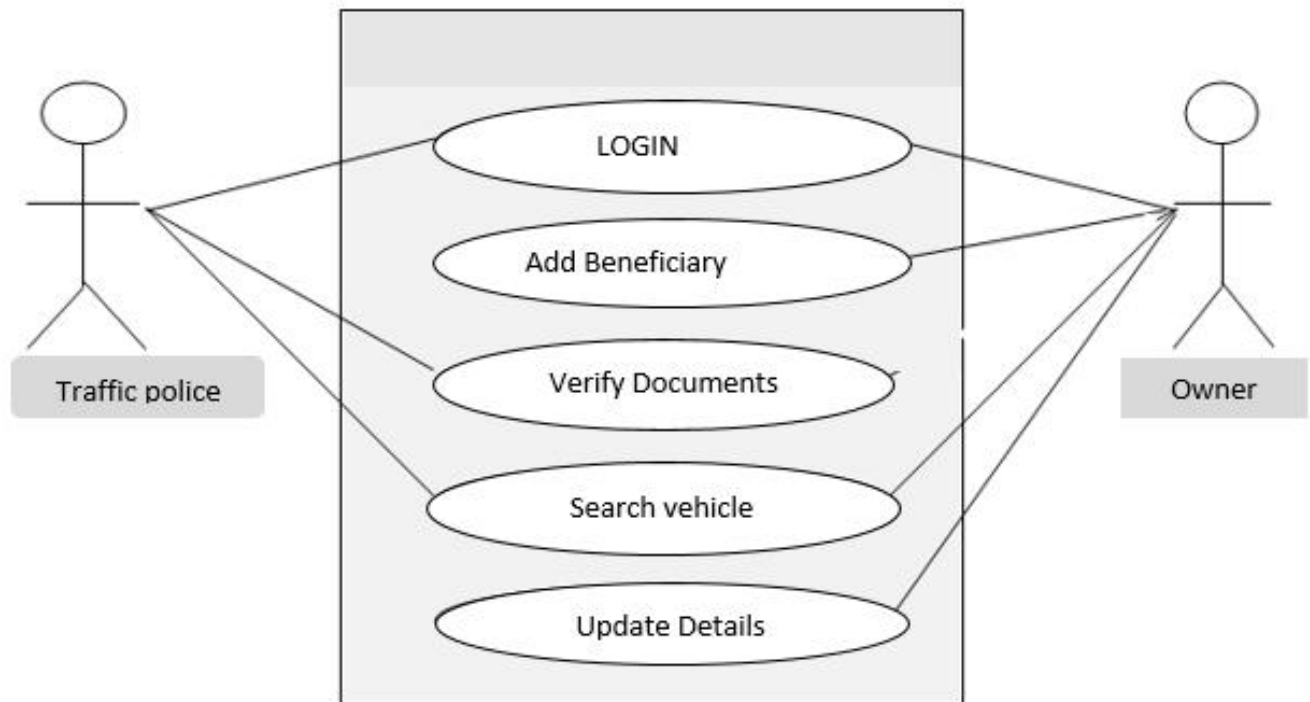 LOGIN
Add Beneficiary
Verify Documents
Traffic police
Owner
Search vehicle
Update Details